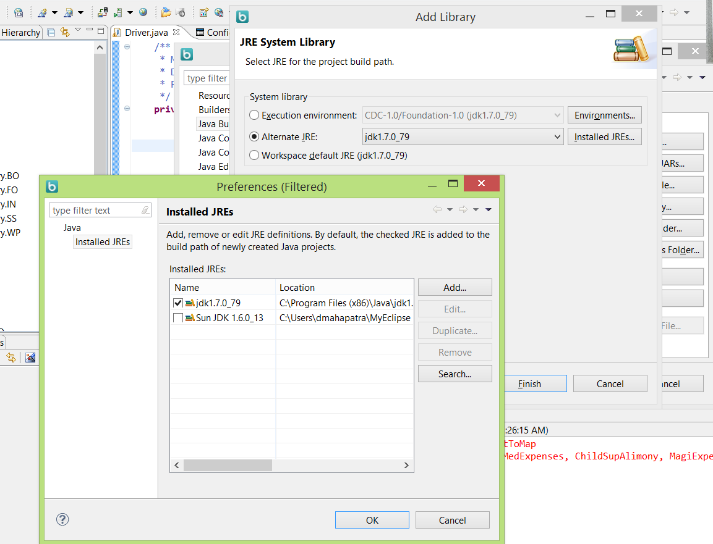 Hierarchy
Driver.java
Confi
/**
* M
* D
* F
*/
priv
Add Library
JRE System Library
Select JRE for the project build path.
System library
Execution environment:
CDC-1.0/Foundation-1.0 (jdk1.7.0_79)
Environments...
Alternate JRE:
jdk1.7.0_79
Installed JREs...
Workspace default JRE (jdk1.7.0_79)
type filter
Resour
Builders
Java Bu
Java Co
Java Co
Java Ed
y.BO
y.FO
y.IN
y.SS
y.WP
...
JARs...
le...
y...
der...
s Folder...
File...
Preferences (Filtered)
type filter text
Java
Installed JREs
Installed JREs
Add, remove or edit JRE definitions. By default, the checked JRE is added to the
build path of newly created Java projects.
Installed JREs:
Name
Location
jdk1.7.0_79
C:\Program Files (x86)\Java\jdk1.
Sun JDK 1.6.0_13
C:\Users\dmahapatra\MyEclipse
Add...
Edit...
Duplicate...
Remove
Search...
OK
Cancel
Finish
Cancel
ncel
:26:15 AM)
tToMap
MedExpenses, ChildSupAlimony, MagiExpe